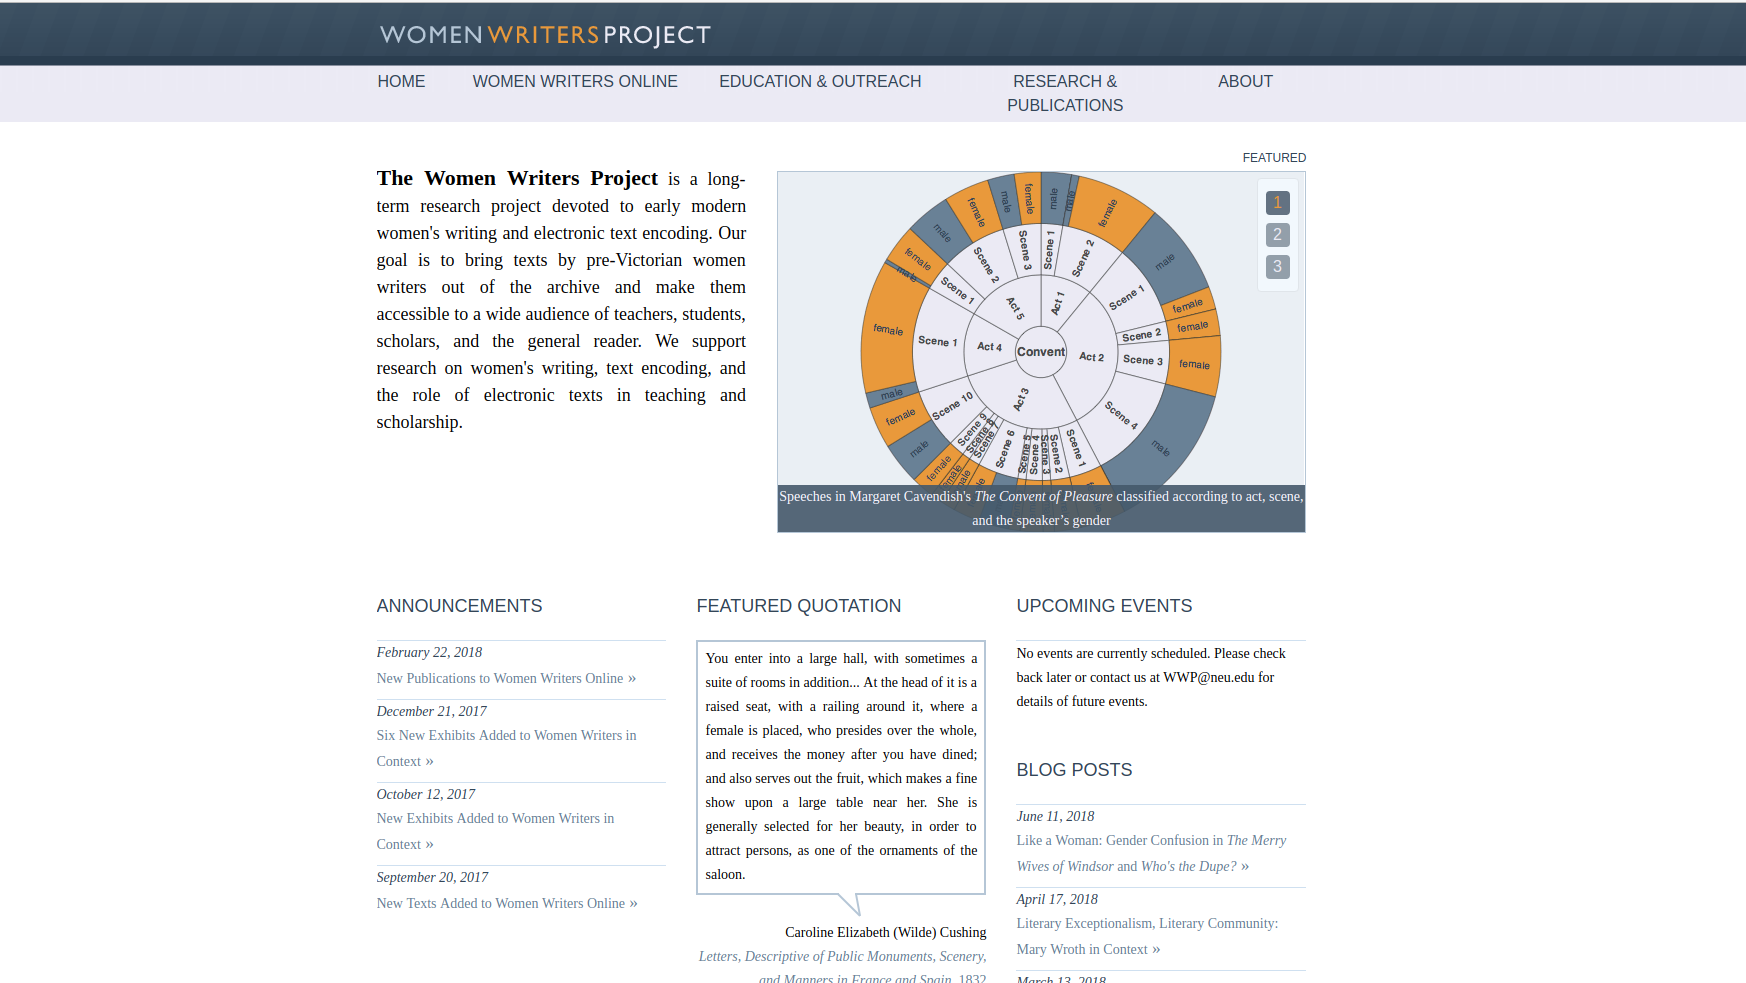 WOMEN WRITERS PROJECT
HOME
WOMEN WRITERS ONLINE
EDUCATION & OUTREACH
RESEARCH &
PUBLICATIONS
ABOUT
The Women Writers Project is a long-
term research project devoted to early modern
women's writing and electronic text encoding. Our
goal is to bring texts by pre-Victorian women
writers out of the archive and make them
accessible to a wide audience of teachers, students,
scholars, and the general reader. We support
research on women's writing, text encoding, and
the role of electronic texts in teaching and
scholarship.
FEATURED
1
2
3
Convent
Act 1
Scene 1
male
male
Scene 2
female
Act 2
Scene 1
male
female
Scene 2
female
Scene 3
female
Scene 4
male
Act 3
Scene 1
Scene 2
Scene 3
Scene 4
Scene 5
Scene 6
Scene 7
Scene 8
Scene 9
female
Scene 10
male
female
male
Act 4
Scene 1
female
male
Act 5
Scene 1
female
Scene 2
male
female
male
Scene 3
female
Speeches in Margaret Cavendish's The Convent of Pleasure classified according to act, scene,
and the speaker’s gender
ANNOUNCEMENTS
February 22, 2018
New Publications to Women Writers Online »
December 21, 2017
Six New Exhibits Added to Women Writers in
Context »
October 12, 2017
New Exhibits Added to Women Writers in
Context »
September 20, 2017
New Texts Added to Women Writers Online »
FEATURED QUOTATION
You enter into a large hall, with sometimes a
suite of rooms in addition... At the head of it is a
raised seat, with a railing around it, where a
female is placed, who presides over the whole,
and receives the money after you have dined;
and also serves out the fruit, which makes a fine
show upon a large table near her. She is
generally selected for her beauty, in order to
attract persons, as one of the ornaments of the
saloon.
Caroline Elizabeth (Wilde) Cushing
Letters, Descriptive of Public Monuments, Scenery,
and Manners in France and Spain, 1832
UPCOMING EVENTS
No events are currently scheduled. Please check
back later or contact us at WWP@neu.edu for
details of future events.
BLOG POSTS
June 11, 2018
Like a Woman: Gender Confusion in The Merry
Wives of Windsor and Who's the Dupe? »
April 17, 2018
Literary Exceptionalism, Literary Community:
Mary Wroth in Context »
March 13, 2018